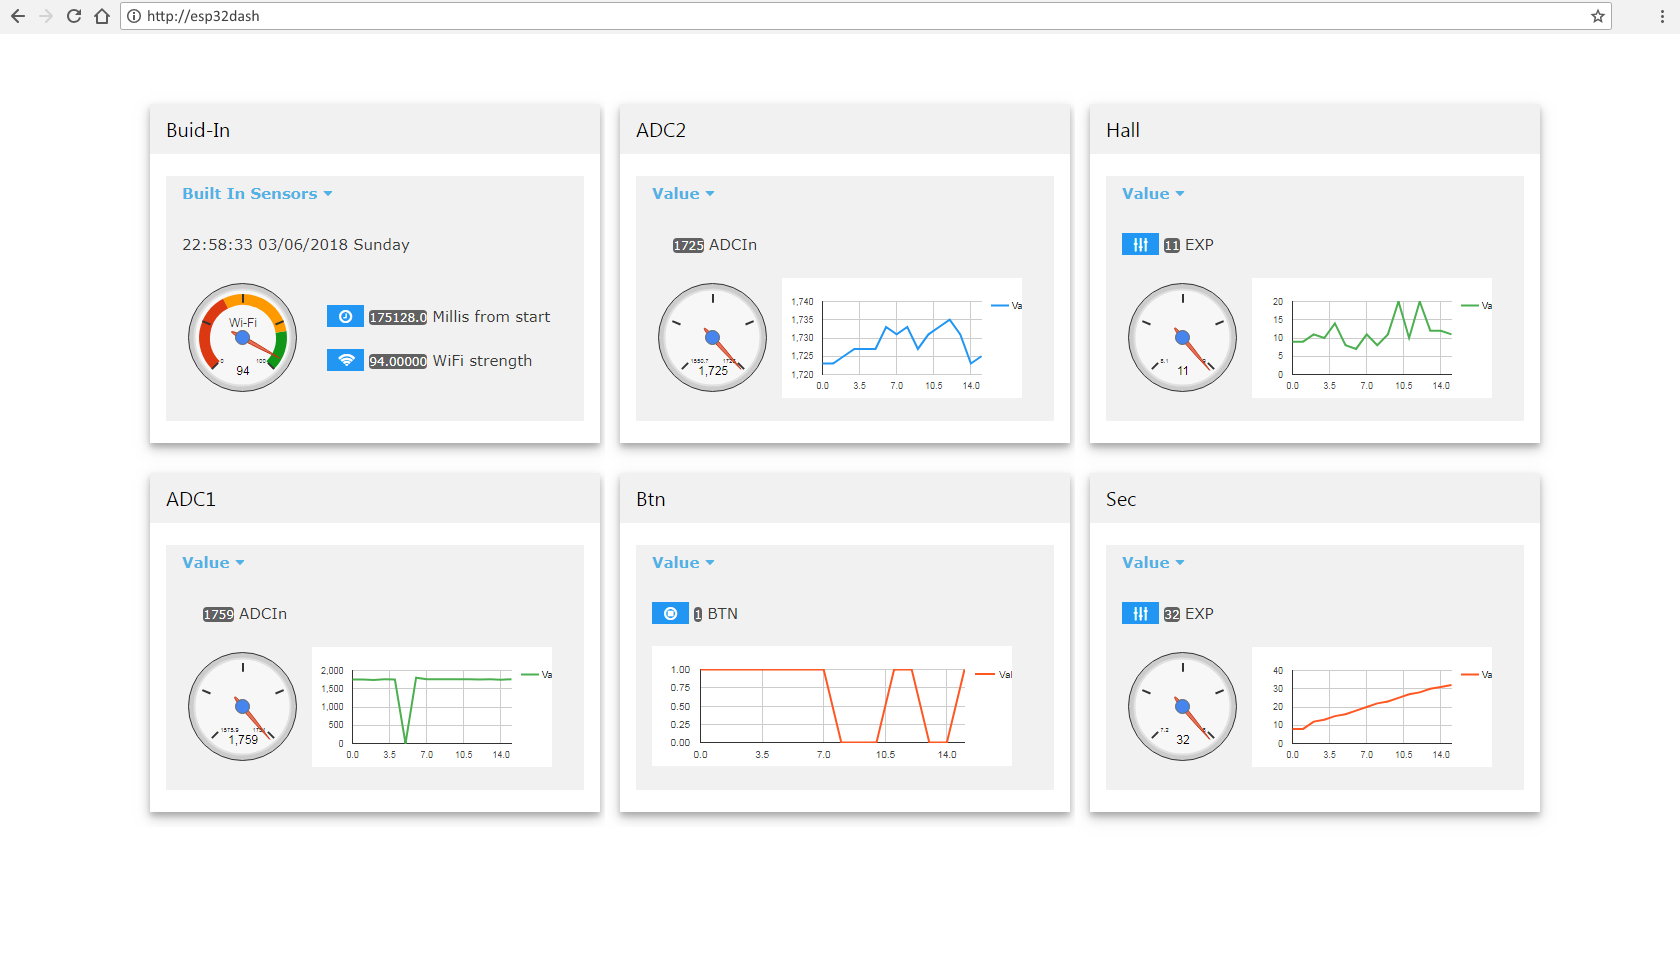 http://esp32dash
Buid-In
Built In Sensors
22:58:33 03/06/2018 Sunday
Wi-Fi
0 100
94
175128.0 Millis from start
94.00000 WiFi strength
ADC2
Value
1725 ADCIn
1550.7
1,725
1,740
1,735
1,730
1,725
1,720
0.0 3.5 7.0 10.5 14.0
Va
Hall
Value
11 EXP
11
20
15
10
5
0
0.0 3.5 7.0 10.5 14.0
Va
ADC1
Value
1759 ADCIn
1,759
2,000
1,500
1,000
500
0
0.0 3.5 7.0 10.5 14.0
Va
Btn
Value
1 BTN
1.00
0.75
0.50
0.25
0.00
0.0 3.5 7.0 10.5 14.0
Val
Sec
Value
32 EXP
7.2
32
40
30
20
10
0
0.0 3.5 7.0 10.5 14.0
Va